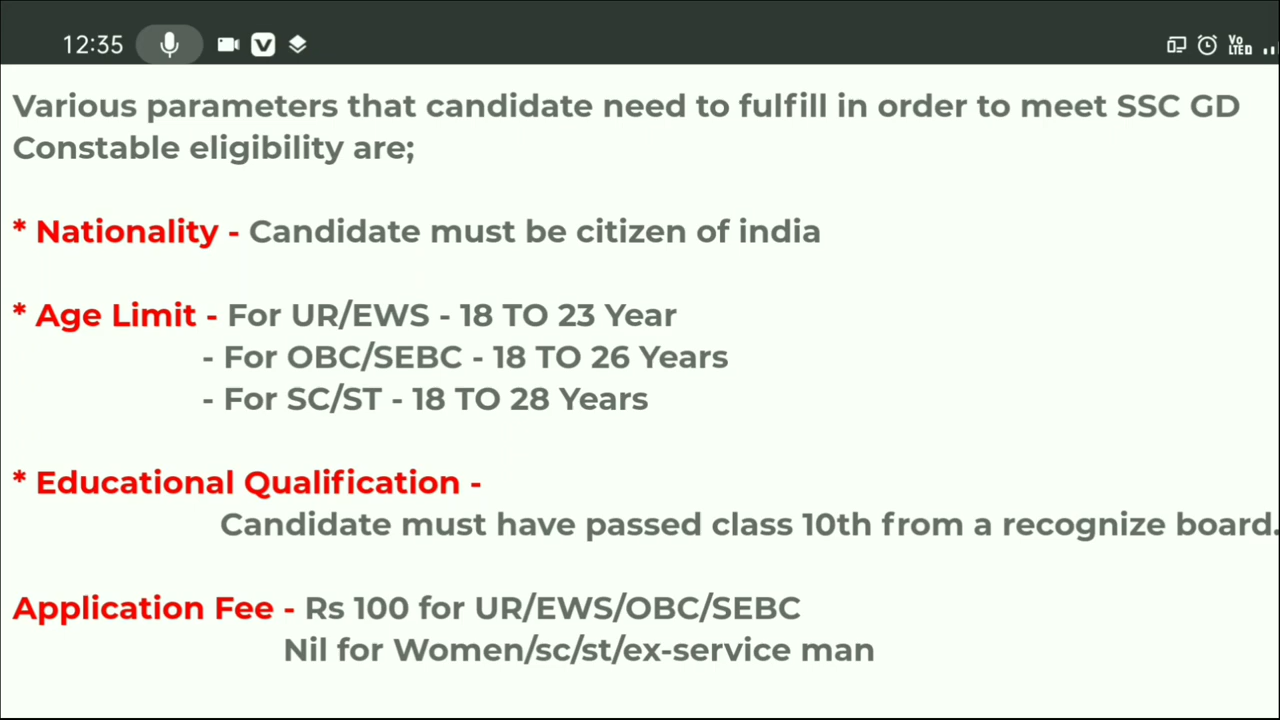 12:35
Vo
LTED
Various parameters that candidate need to fulfill in order to meet SSC GD
Constable eligibility are;
* Nationality - Candidate must be citizen of india
* Age Limit - For UR/EWS - 18 TO 23 Year
- For OBC/SEBC - 18 TO 26 Years
- For SC/ST - 18 TO 28 Years
* Educational Qualification -
Candidate must have passed class 10th from a recognize board.
Application Fee - Rs 100 for UR/EWS/OBC/SEBC
Nil for Women/sc/st/ex-service man